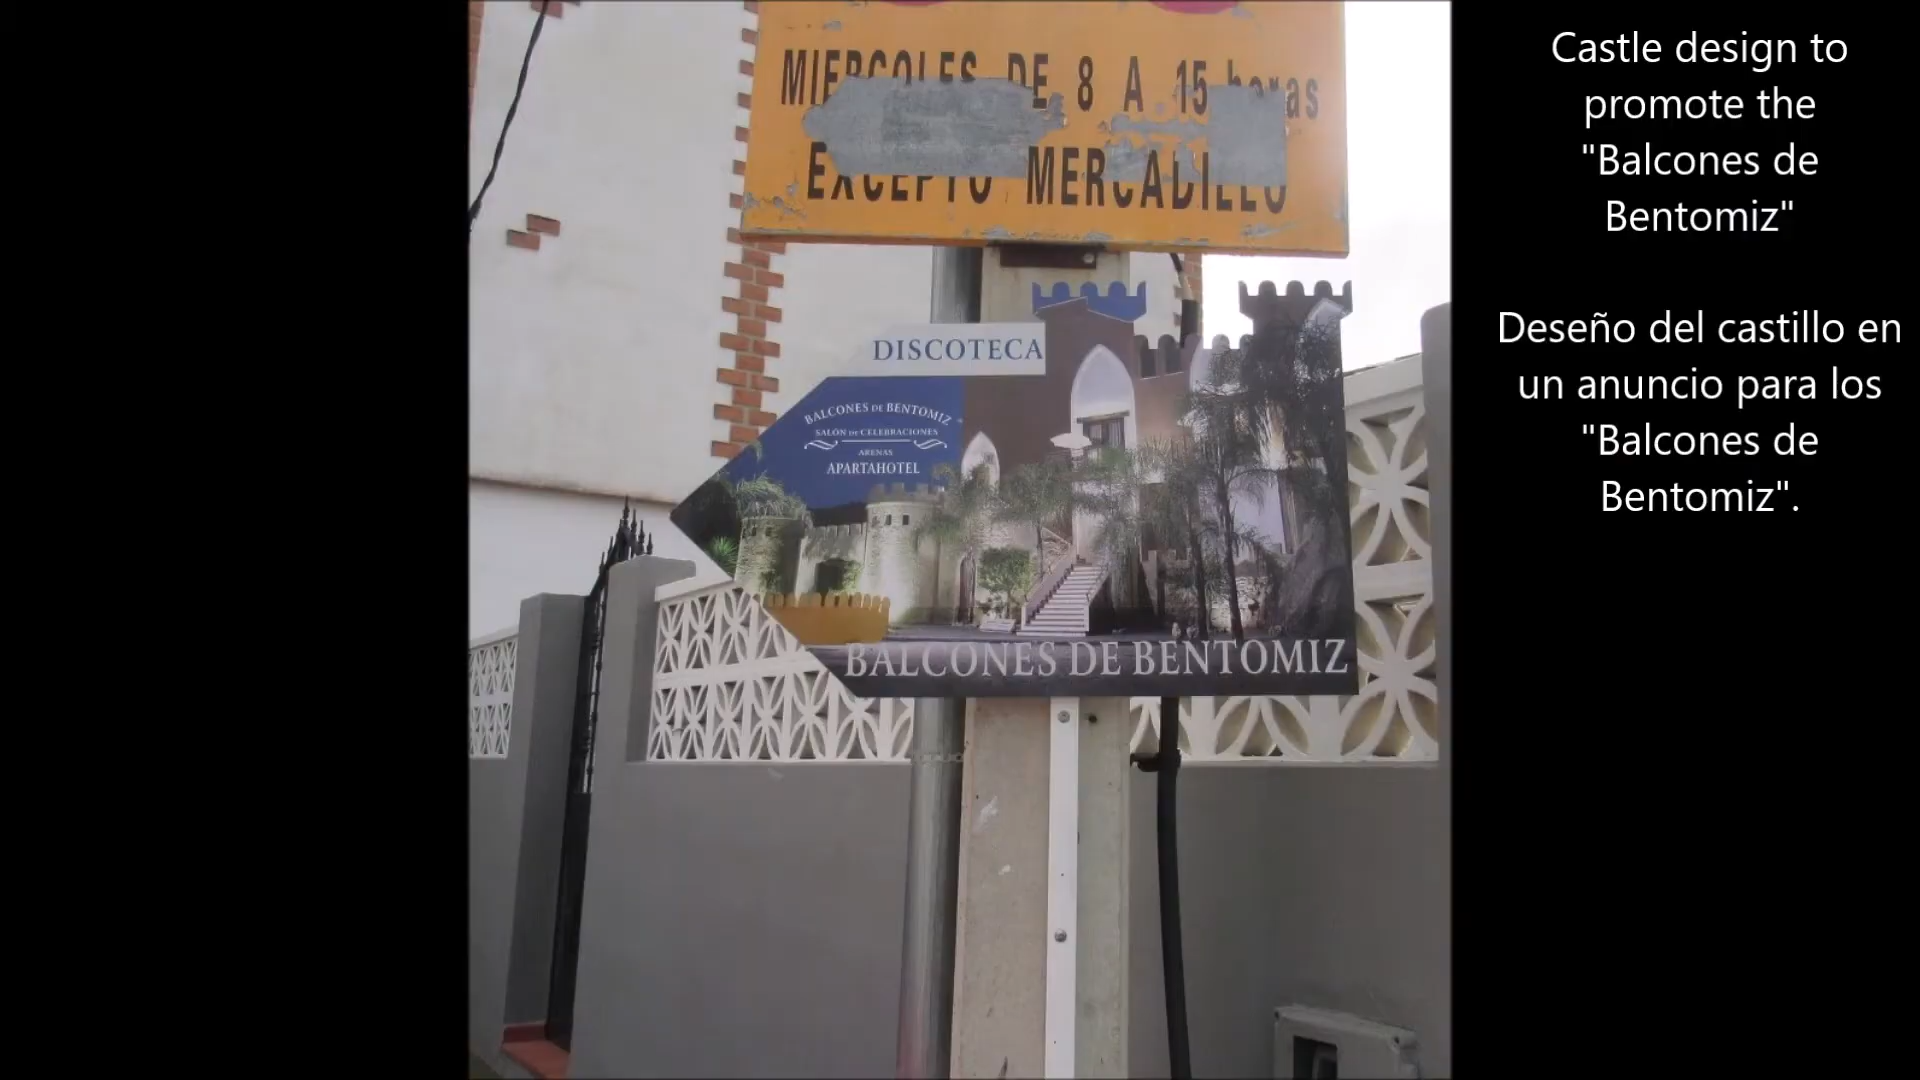 MIERCOLES DE 8 A 15 horas
EXCEPTO MERCADILLO
DISCOTECA
BALCONES DE BENTOMIZ
SALÓN DE CELEBRACIONES
ARENAS
APARTAHOTEL
BALCONES DE BENTOMIZ
Castle design to
promote the
"Balcones de
Bentomiz"
Deseño del castillo en
un anuncio para los
"Balcones de
Bentomiz".